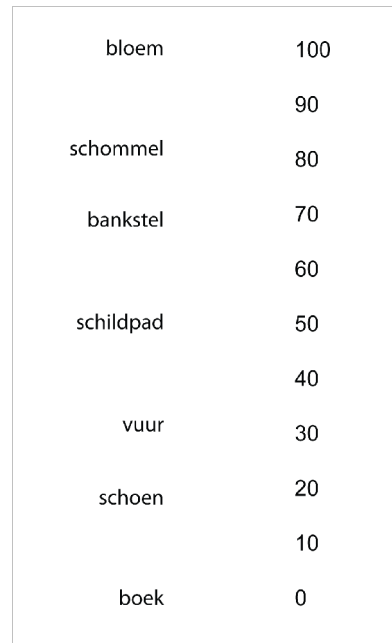 bloem 100
90
schommel 80
bankstel 70
60
schildpad 50
40
vuur 30
schoen 20
10
boek 0